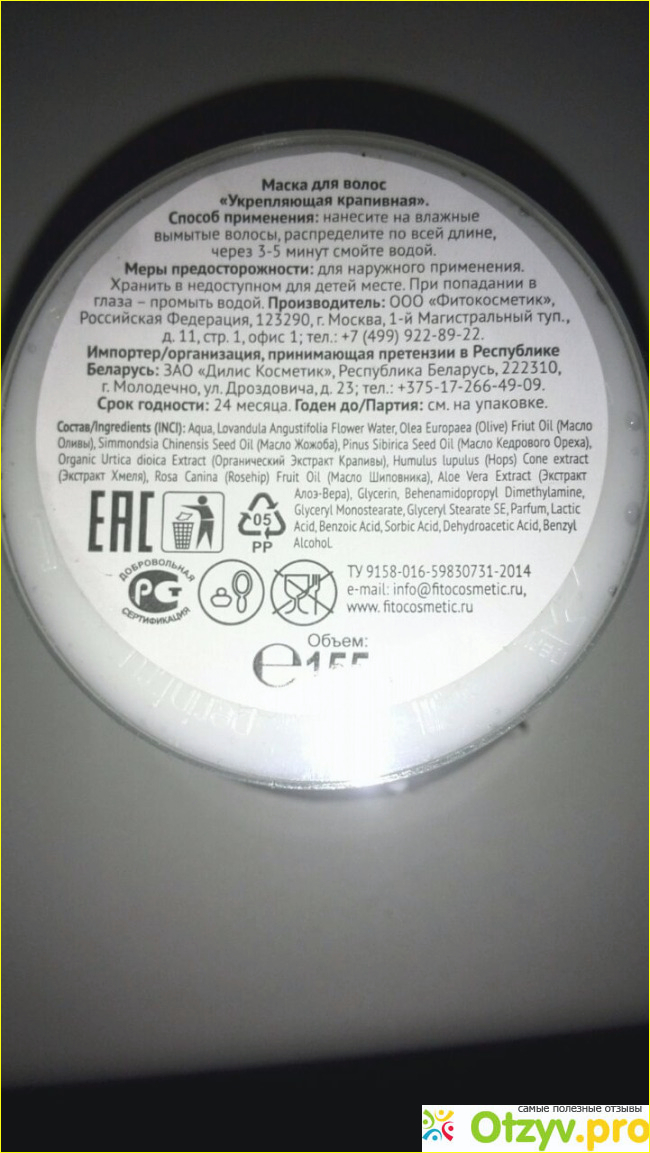 Маска для волос
«Укрепляющая крапивная».
Способ применения: нанесите на влажные
вымытые волосы, распределите по всей длине,
через 3-5 минут смойте водой.
Меры предосторожности: для наружного применения.
Хранить в недоступном для детей месте. При попадании в
глаза – промыть водой. Производитель: ООО «Фитокосметик»,
Российская Федерация, 123290, г. Москва, 1-й Магистральный туп.,
д. 11, стр. 1, офис 1; тел.: +7 (499) 922-89-22.
Импортер/организация, принимающая претензии в Республике
Беларусь: ЗАО «Дилис Косметик», Республика Беларусь, 222310,
г. Молодечно, ул. Дроздовича, д. 23; тел.: +375-17-266-49-09.
Срок годности: 24 месяца. Годен до/Партия: см. на упаковке.
Состав/Ingredients (INCI): Aqua, Lovandula Angustifolia Flower Water, Olea Europaea (Olive) Friut Oil (Масло
Оливы), Simmondsia Chinensis Seed Oil (Масло Жожоба), Pinus Sibirica Seed Oil (Масло Кедрового Ореха),
Organic Urtica dioica Extract (Органический Экстракт Крапивы), Humulus lupulus (Hops) Cone extract
(Экстракт Хмеля), Rosa Canina (Rosehip) Fruit Oil (Масло Шиповника), Aloe Vera Extract (Экстракт
Алоэ-Вера), Glycerin, Behenamidopropyl Dimethylamine,
Glyceryl Monostearate, Glyceryl Stearate SE, Parfum, Lactic
Acid, Benzoic Acid, Sorbic Acid, Dehydroacetic Acid, Benzyl
Alcohol.
EAC
05
PP
ДОБРОВОЛЬНАЯ
РСТ
СЕРТИФИКАЦИЯ
ТУ 9158-016-59830731-2014
e-mail: info@fitocosmetic.ru,
www. fitocosmetic.ru
Объем:
℮155
самые полезные отзывы
Otzyv.pro